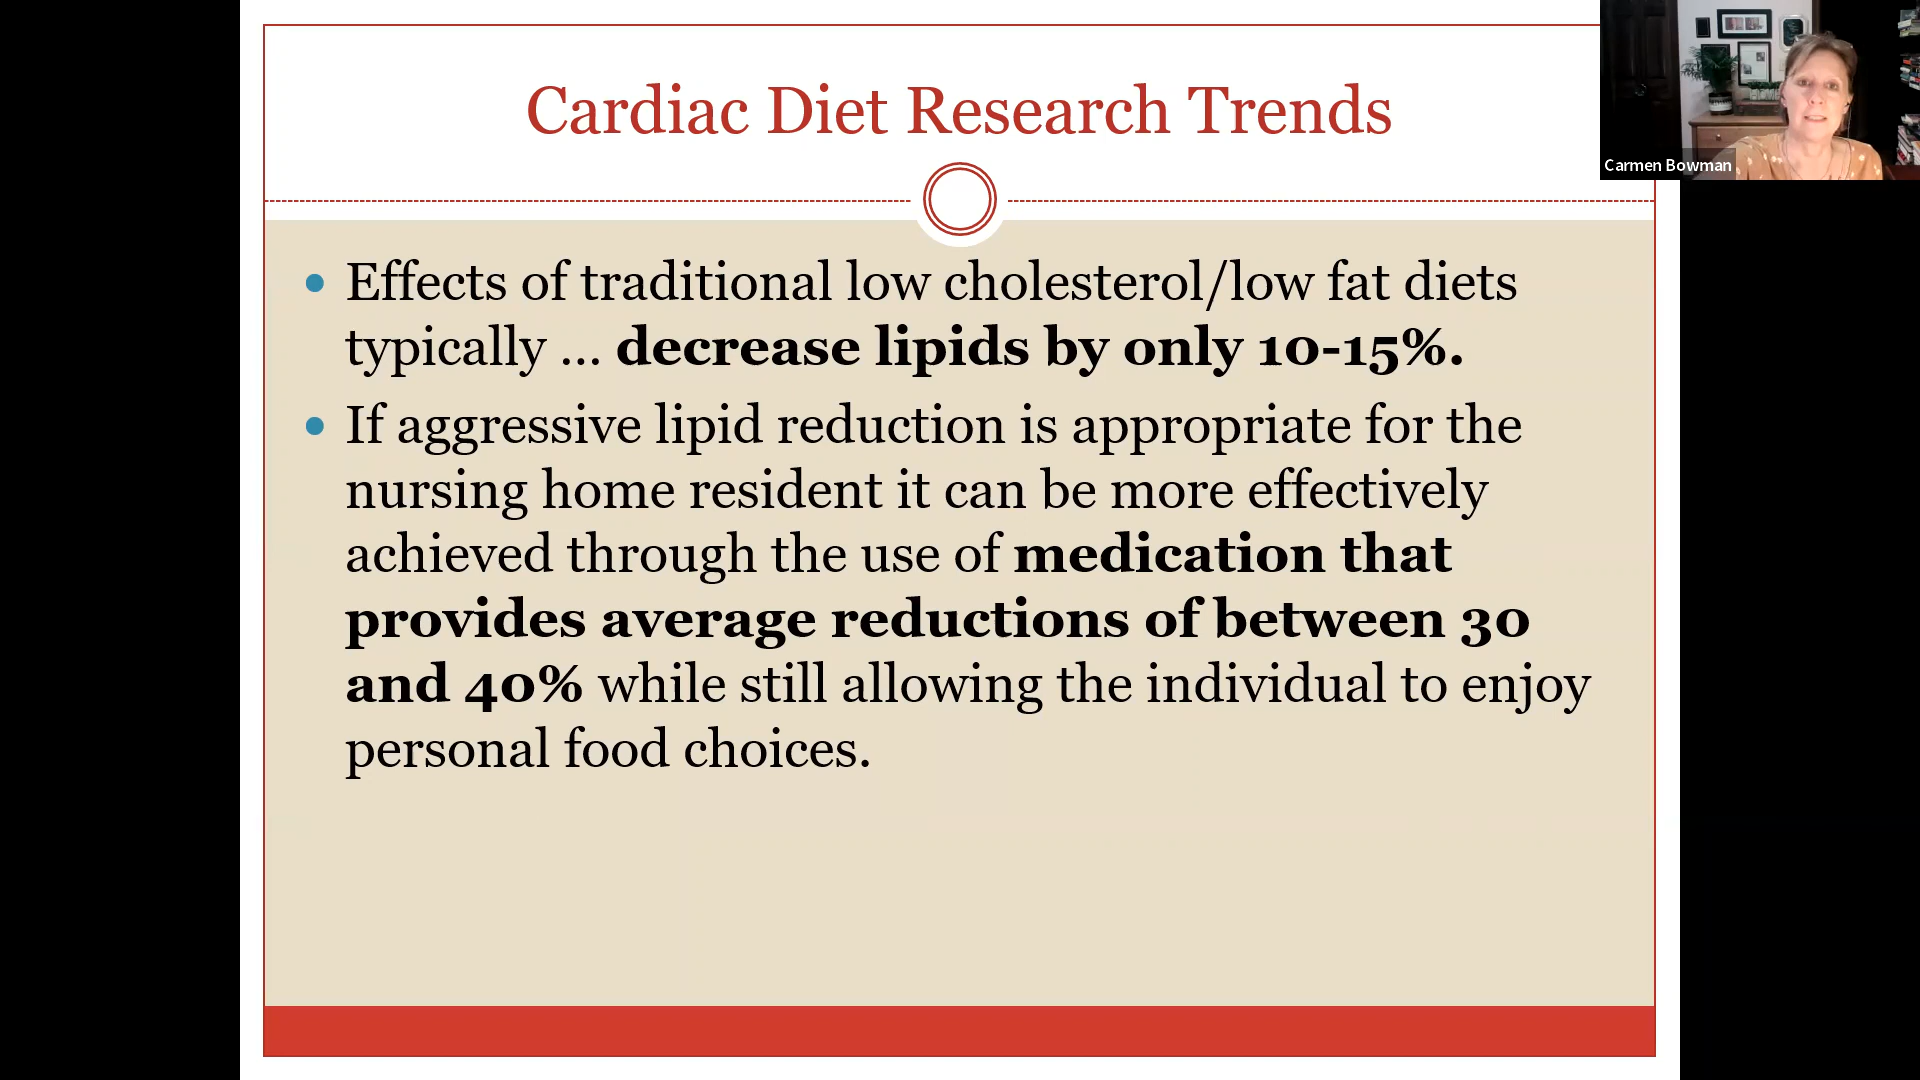 Cardiac Diet Research Trends
Carmen Bowman
• Effects of traditional low cholesterol/low fat diets
typically ... decrease lipids by only 10-15%.
• If aggressive lipid reduction is appropriate for the
nursing home resident it can be more effectively
achieved through the use of medication that
provides average reductions of between 30
and 40% while still allowing the individual to enjoy
personal food choices.